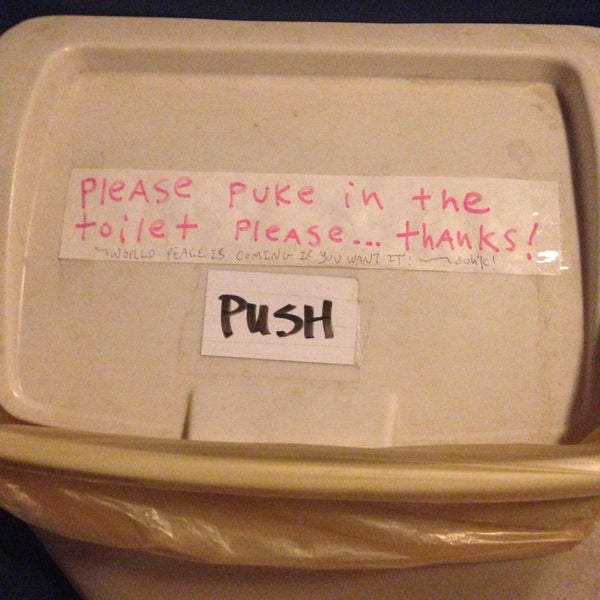 PleASe PuKe in the
toilet PleASe... thAnKs!
~WORLD PEACE IS COMING IF YOU WANT IT!
PUSH